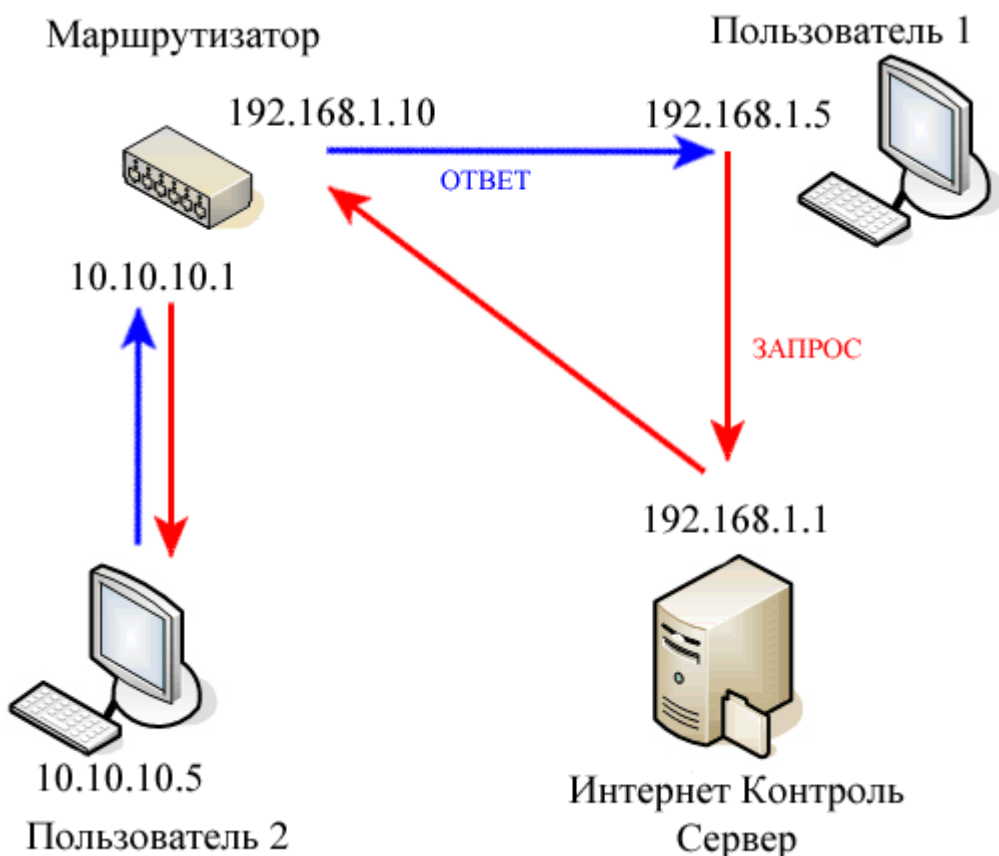 Маршрутизатор
Пользователь 1
192.168.1.10
192.168.1.5
ОТВЕТ
10.10.10.1
ЗАПРОС
192.168.1.1
10.10.10.5
Пользователь 2
Интернет Контроль
Сервер